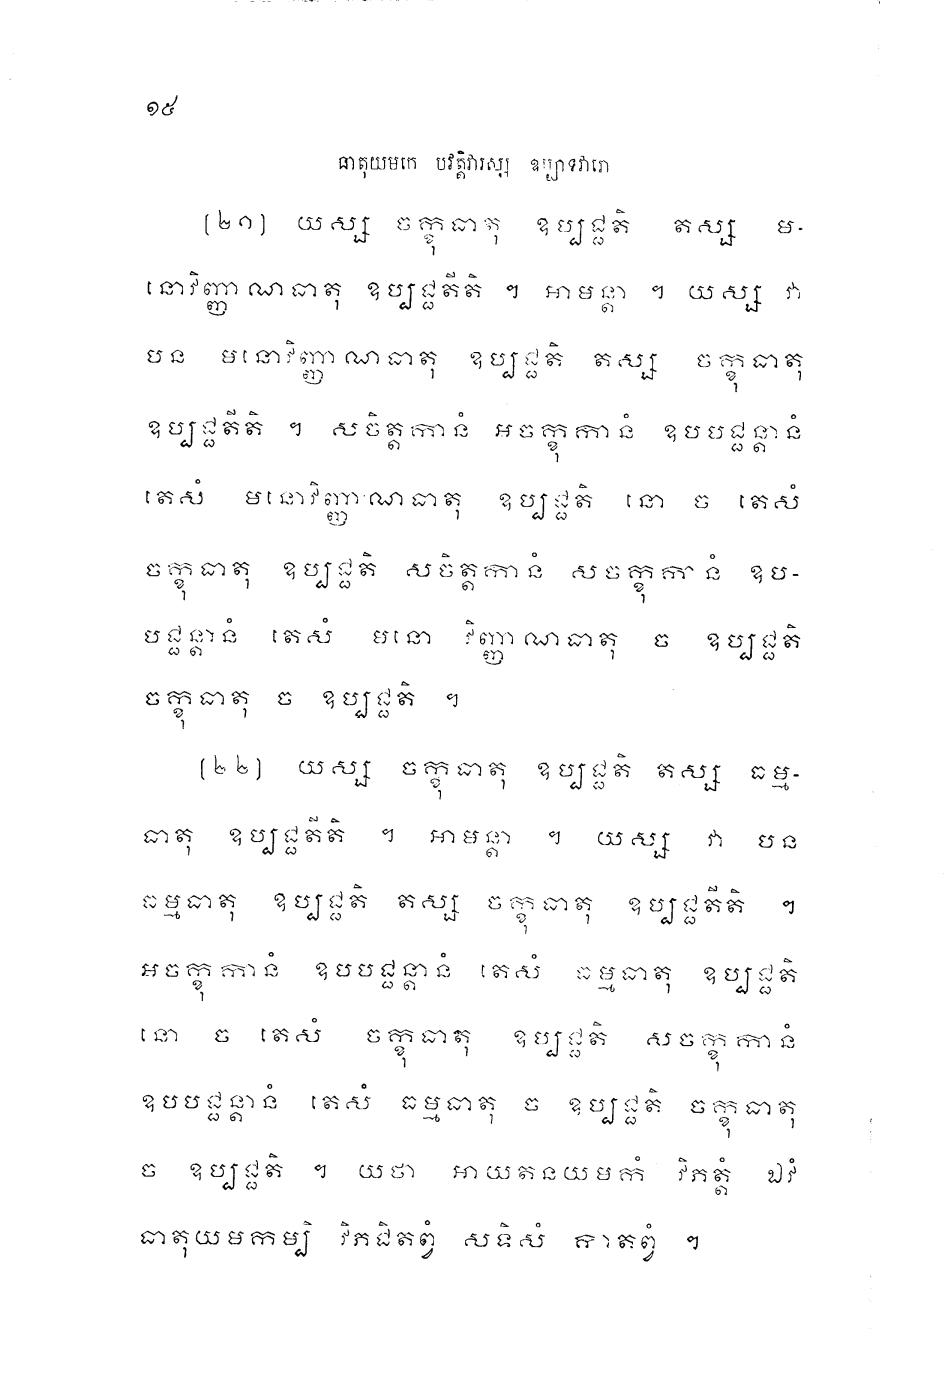 ១៥
ធាតុយមកេ បវត្តិវារស្ស ឧប្បាទវារោ
[២១] យស្ស ចក្ខុធាតុ ឧប្បជ្ជតិ តស្ស ម-
នោវិញ្ញាណធាតុ ឧប្បជ្ជតីតិ ។ អាមន្តា ។ យស្ស វា
បន មនោវិញ្ញាណធាតុ ឧប្បជ្ជតិ តស្ស ចក្ខុធាតុ
ឧប្បជ្ជតីតិ ។ សចិត្តកានំ អចក្ខុកានំ ឧបបជ្ជន្តានំ
តេសំ មនោវិញ្ញាណធាតុ ឧប្បជ្ជតិ នោ ច តេសំ
ចក្ខុធាតុ ឧប្បជ្ជតិ សចិត្តកានំ សចក្ខុកានំ ឧប-
បជ្ជន្តានំ តេសំ មនោ វិញ្ញាណធាតុ ច ឧប្បជ្ជតិ
ចក្ខុធាតុ ច ឧប្បជ្ជតិ ។
[២២] យស្ស ចក្ខុធាតុ ឧប្បជ្ជតិ តស្ស ធម្ម-
ធាតុ ឧប្បជ្ជតីតិ ។ អាមន្តា ។ យស្ស វា បន
ធម្មធាតុ ឧប្បជ្ជតិ តស្ស ចក្ខុធាតុ ឧប្បជ្ជតីតិ ។
អចក្ខុកានំ ឧបបជ្ជន្តានំ តេសំ ធម្មធាតុ ឧប្បជ្ជតិ
នោ ច តេសំ ចក្ខុធាតុ ឧប្បជ្ជតិ សចក្ខុកានំ
ឧបបជ្ជន្តានំ តេសំ ធម្មធាតុ ច ឧប្បជ្ជតិ ចក្ខុធាតុ
ច ឧប្បជ្ជតិ ។ យថា អាយតនយមកំ វិភត្តំ ឯវំ
ធាតុយមកម្បិ វិភជិតព្វំ សទិសំ កាតព្វំ ។